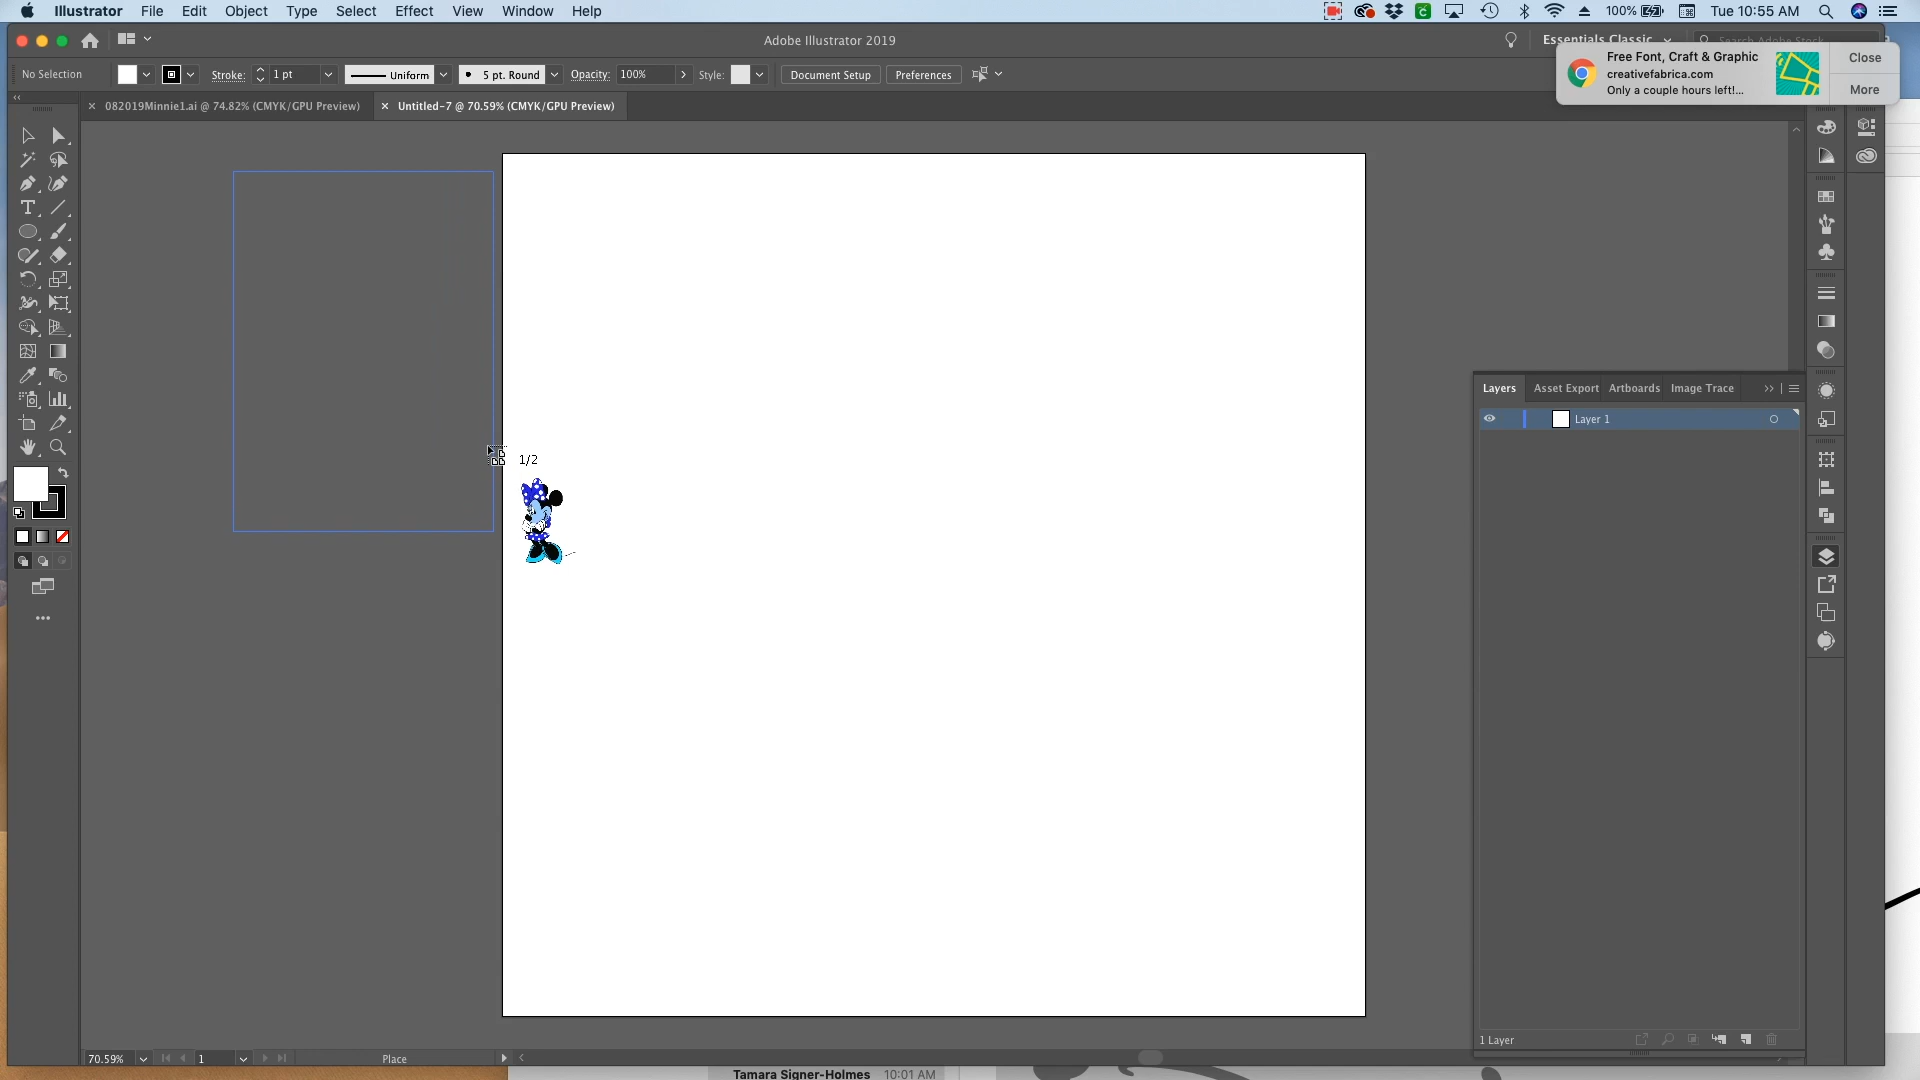 Illustrator File Edit Object Type Select Effect View Window Help
100% Tue 10:55 AM
Adobe Illustrator 2019
Essentials Classic
Search Adobe Stock
Free Font, Craft & Graphic
creativefabrica.com
Only a couple hours left!...
Close
More
No Selection
Stroke: 1 pt
Uniform
5 pt. Round
Opacity: 100%
Style:
Document Setup
Preferences
082019Minnie1.ai @ 74.82% (CMYK/GPU Preview)
Untitled-7 @ 70.59% (CMYK/GPU Preview)
Layers
Asset Export
Artboards
Image Trace
Layer 1
1/2
1 Layer
70.59%
1
Place
Tamara Signer-Holmes 10:01 AM